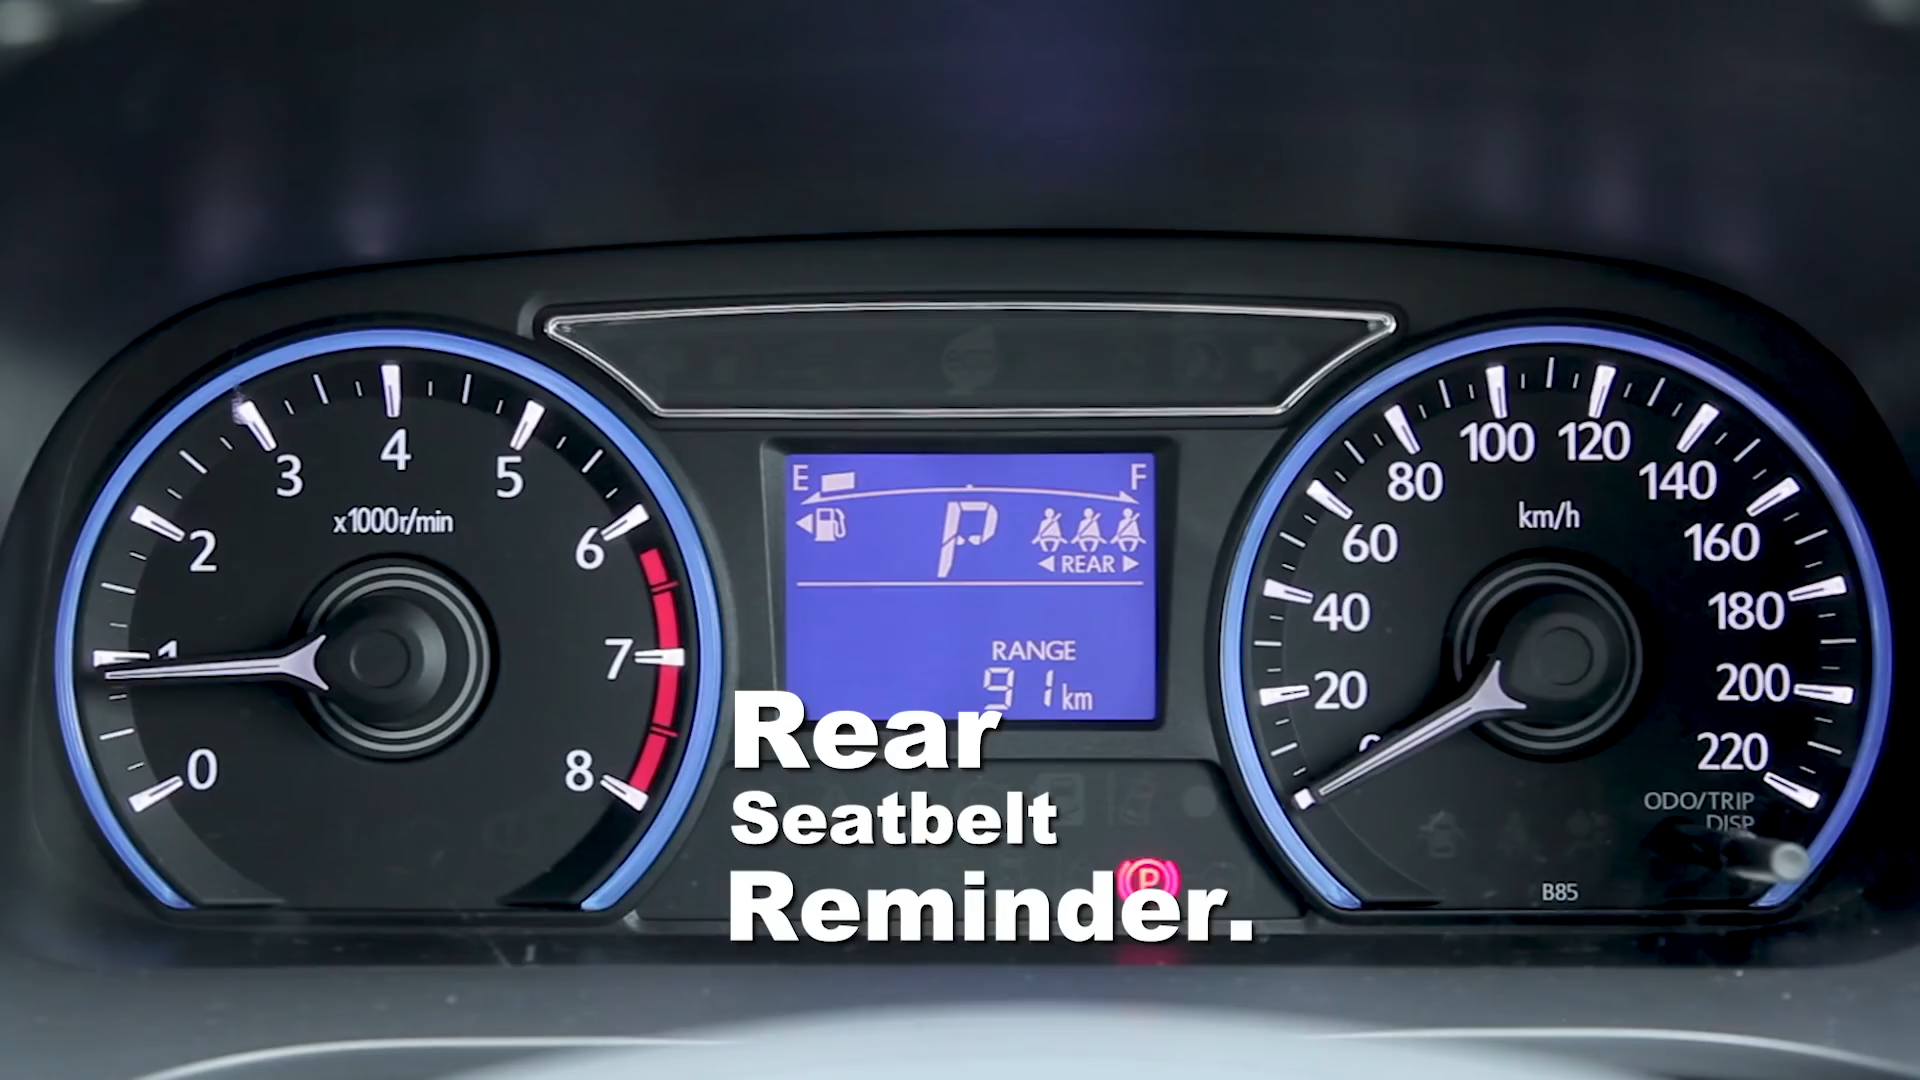 E F
P
◀ REAR ▶
RANGE
91 km
0
1
2
3
4
5
6
7
8
x1000r/min
0
20
40
60
80
100
120
140
160
180
200
220
km/h
ODO/TRIP
DISP
B85
P
Rear
Seatbelt
Reminder.